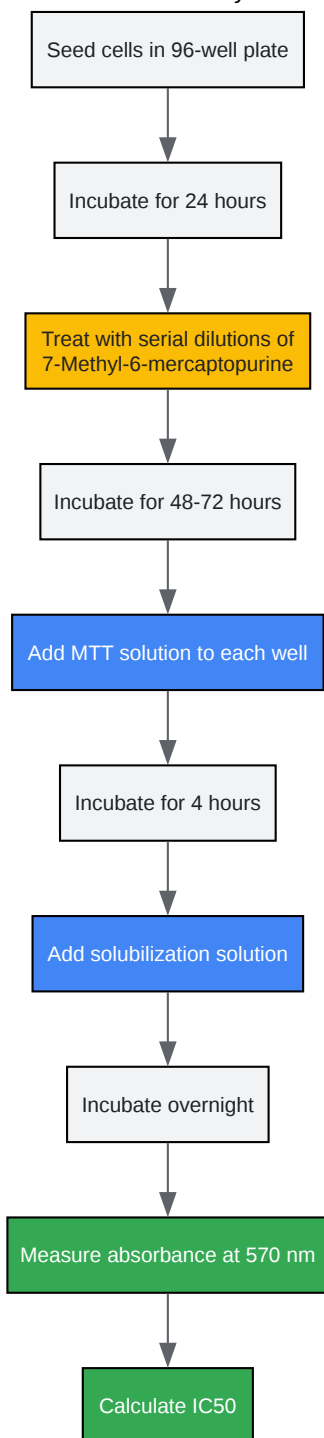 Seed cells in 96-well plate
Incubate for 24 hours
Treat with serial dilutions of
7-Methyl-6-mercaptopurine
Incubate for 48-72 hours
Add MTT solution to each well
Incubate for 4 hours
Add solubilization solution
Incubate overnight
Measure absorbance at 570 nm
Calculate IC50